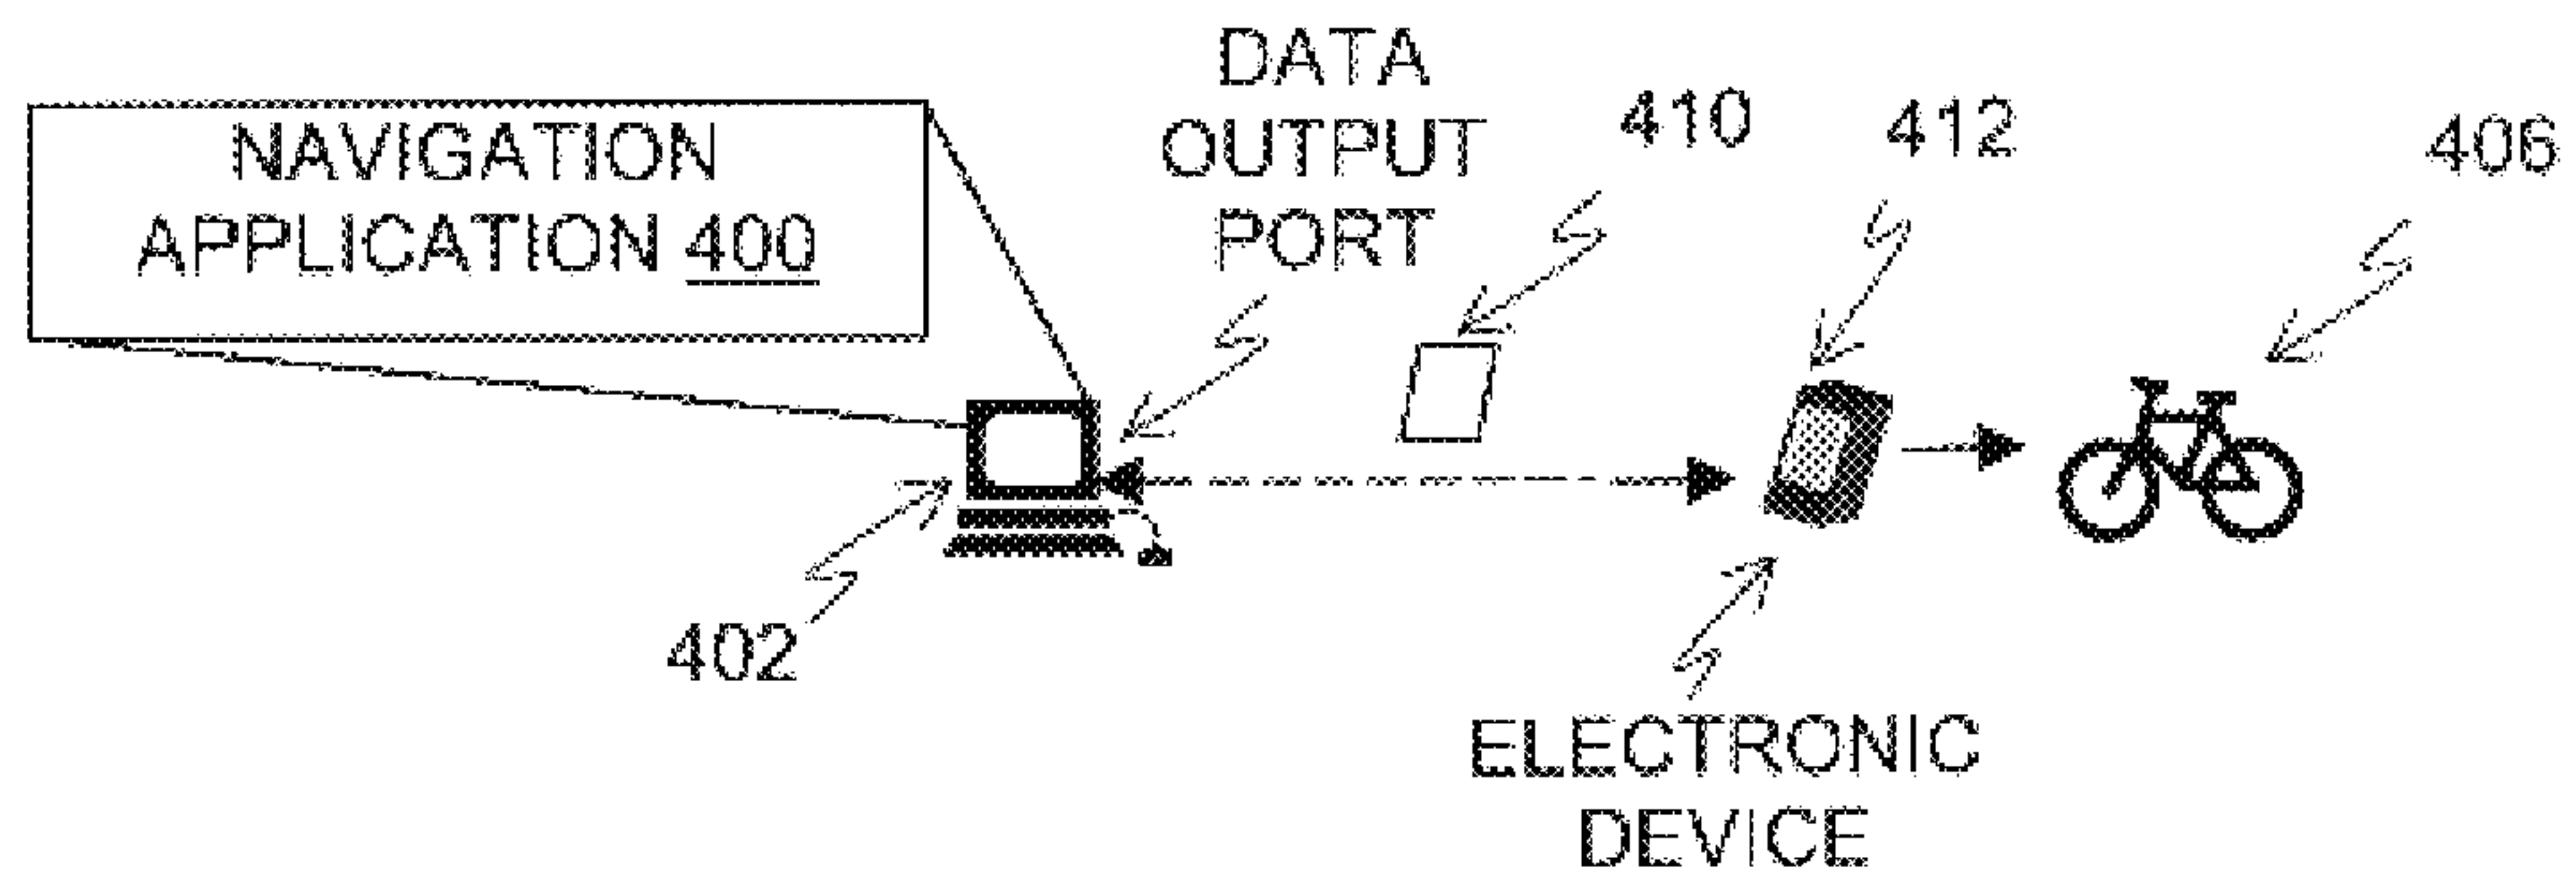 NAVIGATION
APPLICATION 400
DATA
OUTPUT
PORT
410
412
406
402
ELECTRONIC
DEVICE